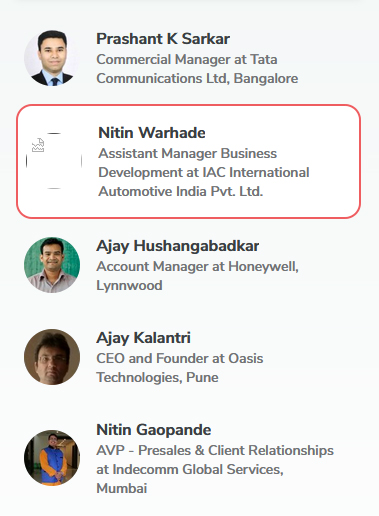 Prashant K Sarkar
Commercial Manager at Tata
Communications Ltd, Bangalore
Nitin Warhade
Assistant Manager Business
Development at IAC International
Automotive India Pvt. Ltd.
Ajay Hushangabadkar
Account Manager at Honeywell,
Lynnwood
Ajay Kalantri
CEO and Founder at Oasis
Technologies, Pune
Nitin Gaopande
AVP - Presales & Client Relationships
at Indecomm Global Services,
Mumbai